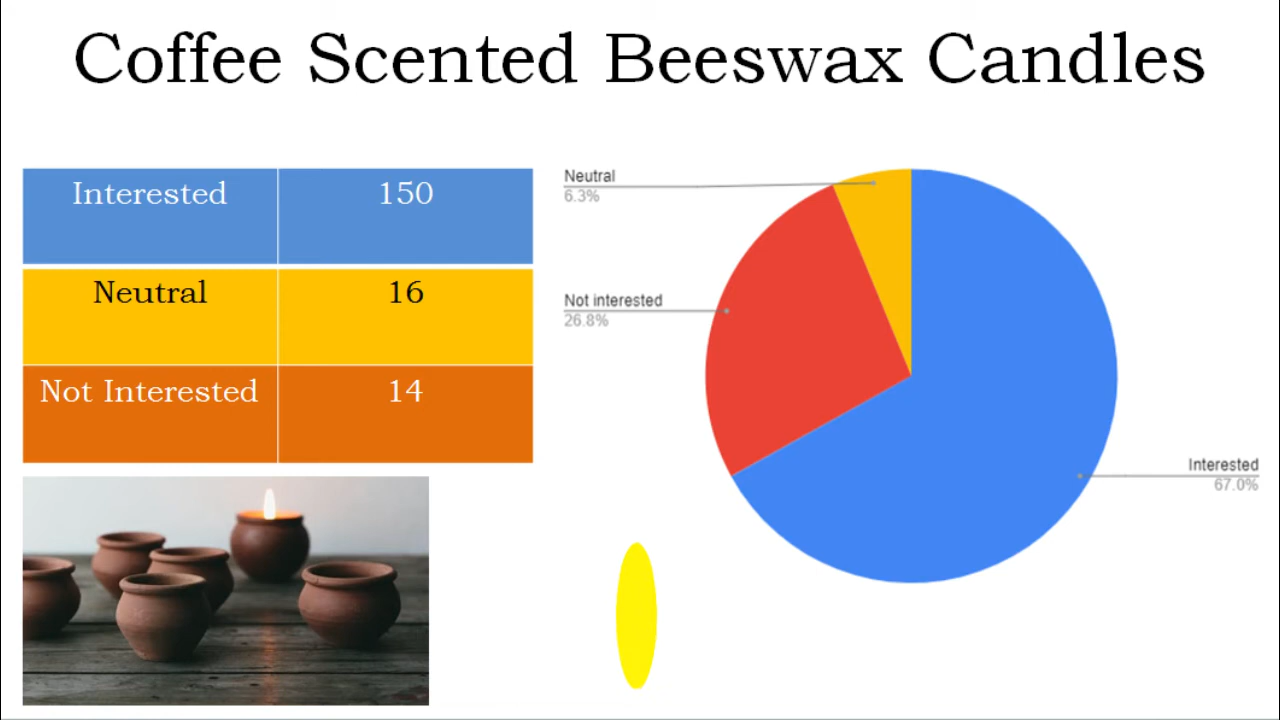 Coffee Scented Beeswax Candles
Interested 150
Neutral 16
Not Interested 14
Neutral
6.3%
Not interested
26.8%
Interested
67.0%